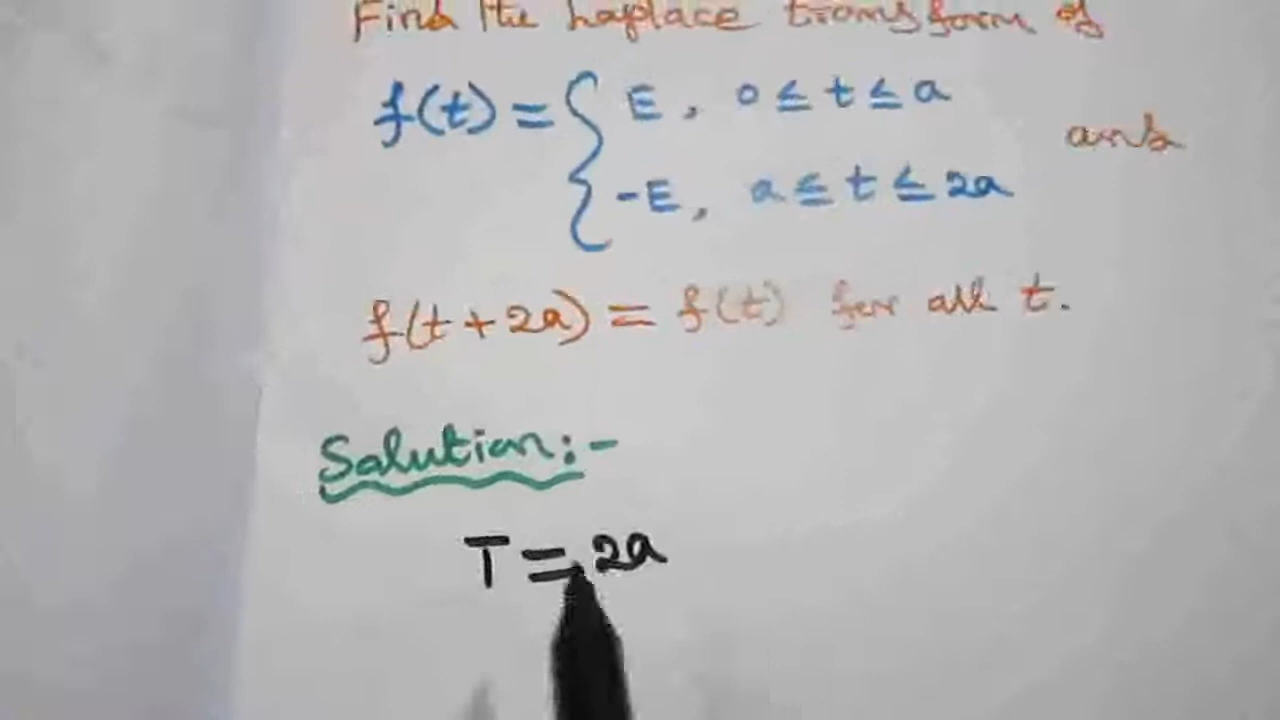 Find the Laplace transform of
f(t) = { E, 0 ≤ t ≤ a
and
-E, a ≤ t ≤ 2a
f(t + 2a) = f(t) for all t.
Solution:-
T = 2a